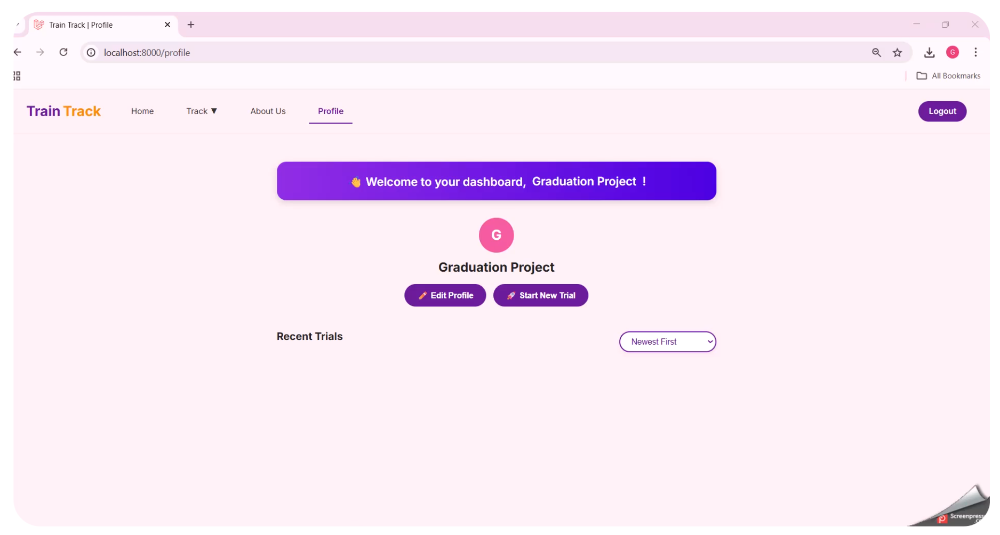 Train Track | Profile
localhost:8000/profile
G
All Bookmarks
Train Track
Home
Track ▼
About Us
Profile
Logout
👋 Welcome to your dashboard, Graduation Project !
G
Graduation Project
✏️ Edit Profile
🚀 Start New Trial
Recent Trials
Newest First
Screenpress